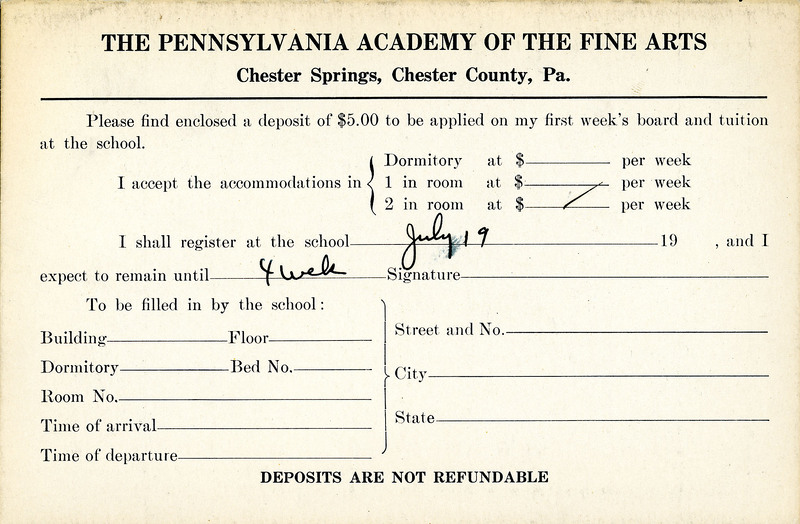 THE PENNSYLVANIA ACADEMY OF THE FINE ARTS
Chester Springs, Chester County, Pa.
Please find enclosed a deposit of $5.00 to be applied on my first week's board and tuition
at the school.
I accept the accommodations in
Dormitory at $ per week
1 in room at $ per week
2 in room at $ per week
I shall register at the school July 19 19 , and I
expect to remain until 4 wek Signature
To be filled in by the school:
Building Floor
Dormitory Bed No.
Room No.
Time of arrival
Time of departure
Street and No.
City
State
DEPOSITS ARE NOT REFUNDABLE